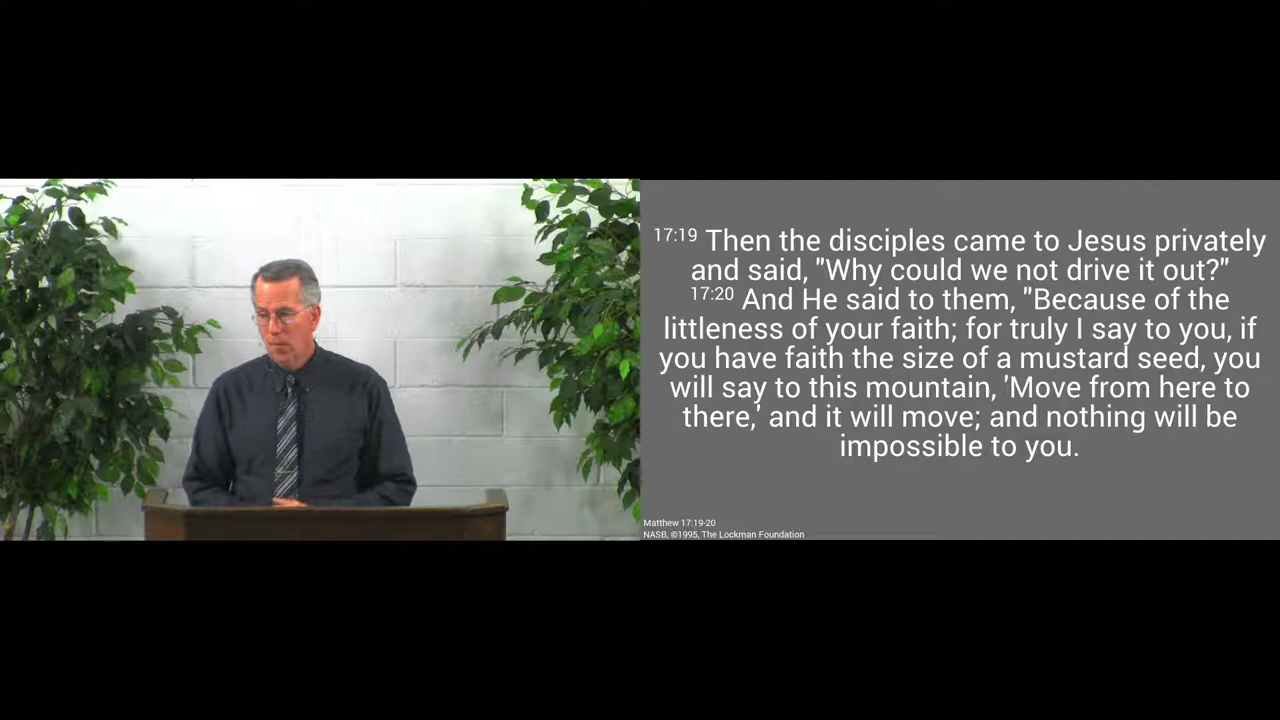 17:19 Then the disciples came to Jesus privately
and said, "Why could we not drive it out?"
17:20 And He said to them, "Because of the
littleness of your faith; for truly I say to you, if
you have faith the size of a mustard seed, you
will say to this mountain, 'Move from here to
there,' and it will move; and nothing will be
impossible to you.
Matthew 17:19-20
NASB, ©1995, The Lockman Foundation